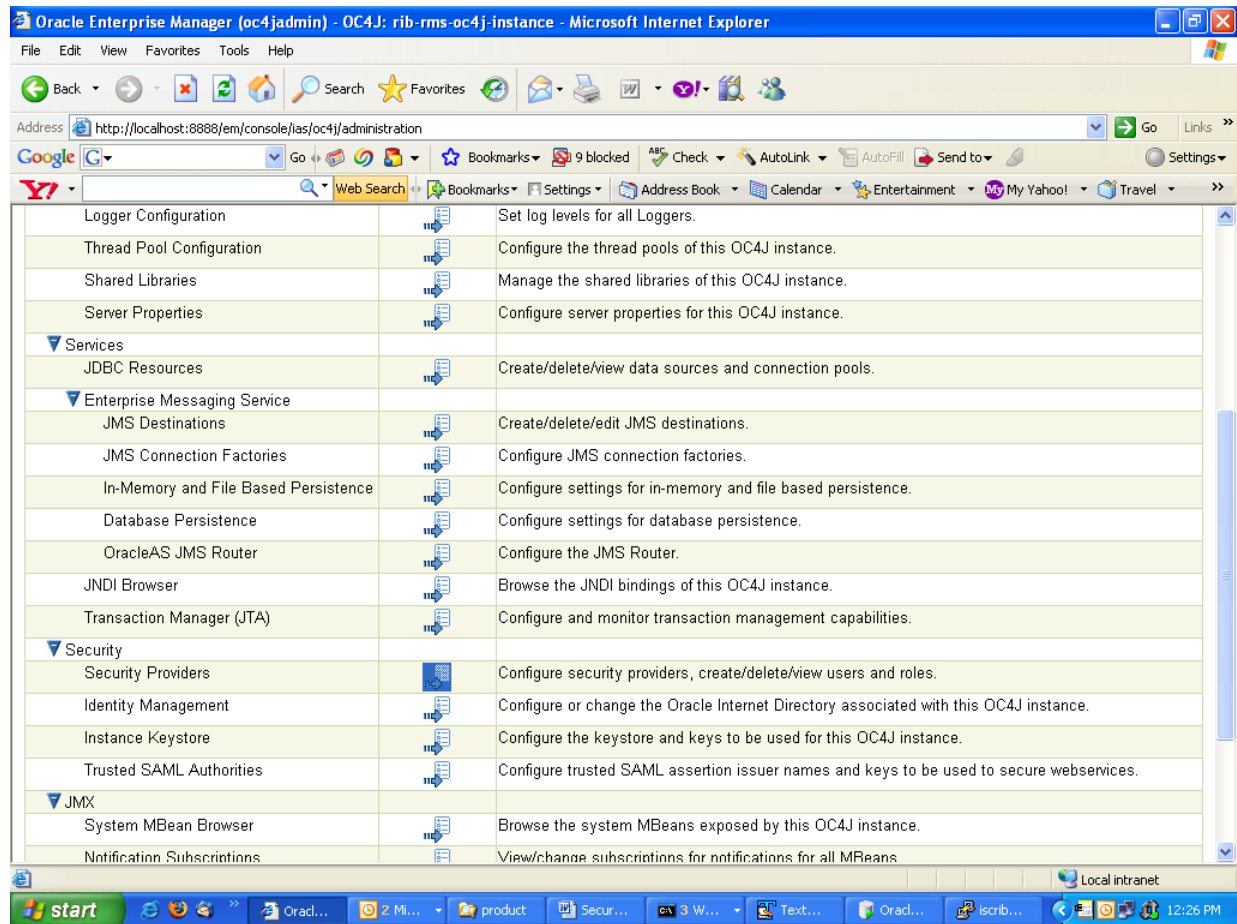 Oracle Enterprise Manager (oc4jadmin) - OC4J: rib-rms-oc4j-instance - Microsoft Internet Explorer
File Edit View Favorites Tools Help
Back Search Favorites
Address http://localhost:8888/em/console/ias/oc4j/administration Go Links »
Google G Go Bookmarks 9 blocked ABC Check AutoLink AutoFill Send to Settings
Y! Web Search Bookmarks Settings Address Book Calendar Entertainment My My Yahoo! Travel »
Logger Configuration Set log levels for all Loggers.
Thread Pool Configuration Configure the thread pools of this OC4J instance.
Shared Libraries Manage the shared libraries of this OC4J instance.
Server Properties Configure server properties for this OC4J instance.
Services
JDBC Resources Create/delete/view data sources and connection pools.
Enterprise Messaging Service
JMS Destinations Create/delete/edit JMS destinations.
JMS Connection Factories Configure JMS connection factories.
In-Memory and File Based Persistence Configure settings for in-memory and file based persistence.
Database Persistence Configure settings for database persistence.
OracleAS JMS Router Configure the JMS Router.
JNDI Browser Browse the JNDI bindings of this OC4J instance.
Transaction Manager (JTA) Configure and monitor transaction management capabilities.
Security
Security Providers Configure security providers, create/delete/view users and roles.
Identity Management Configure or change the Oracle Internet Directory associated with this OC4J instance.
Instance Keystore Configure the keystore and keys to be used for this OC4J instance.
Trusted SAML Authorities Configure trusted SAML assertion issuer names and keys to be used to secure webservices.
JMX
System MBean Browser Browse the system MBeans exposed by this OC4J instance.
Notification Subscriptions View/change subscriptions for notifications for all MBeans
Local intranet
start » Oracl... 2 Mi... product Secur... 3 W... Text... Oracl... iscrib... 12:26 PM